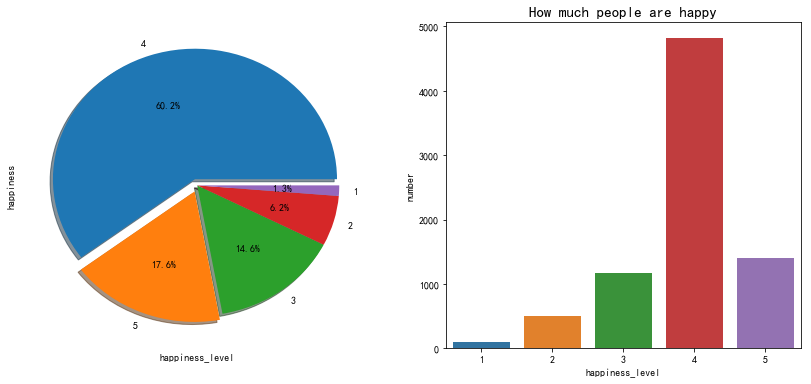 4
60.2%
happiness
1.3%
1
6.2%
2
14.6%
17.6%
3
5
happiness_level
How much people are happy
5000
4000
3000
2000
1000
0
number
1 2 3 4 5
happiness_level